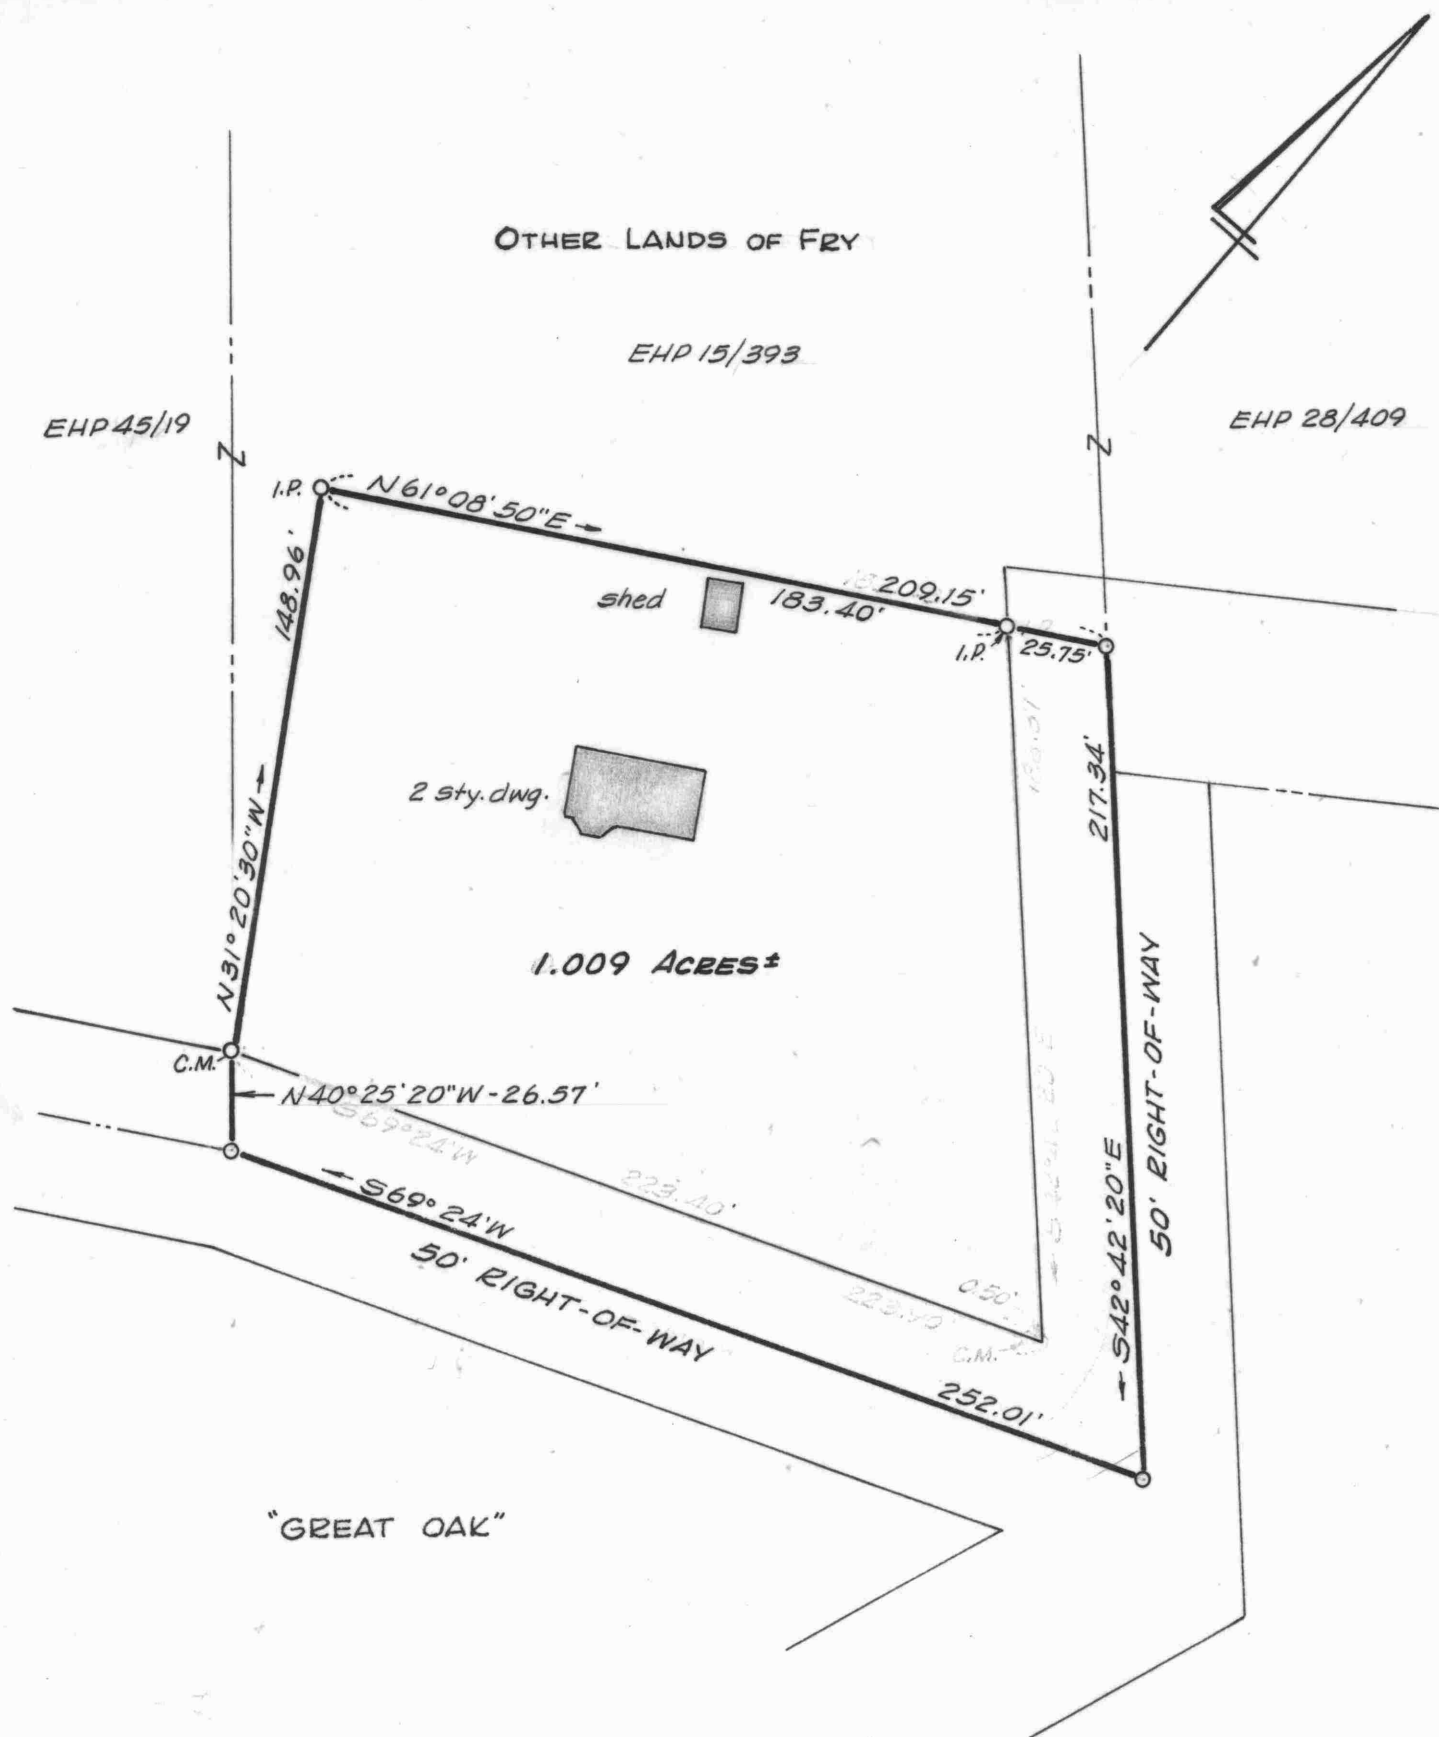 OTHER LANDS OF FRY
EHP 15/393
EHP 45/19
Z
Z
EHP 28/409
I.P.
N61°08'50"E
148.96'
shed
183.40'
209.15'
I.P.
25.75'
217.34'
2 sty. dwg.
N31°20'30"W
1.009 ACRES±
C.M.
N40°25'20"W-26.57'
S69°24'W
223.40'
S69°24'W
50' RIGHT-OF-WAY
0.50'
223.40'
C.M.
252.01'
S42°42'20"E
50' RIGHT-OF-WAY
"GREAT OAK"